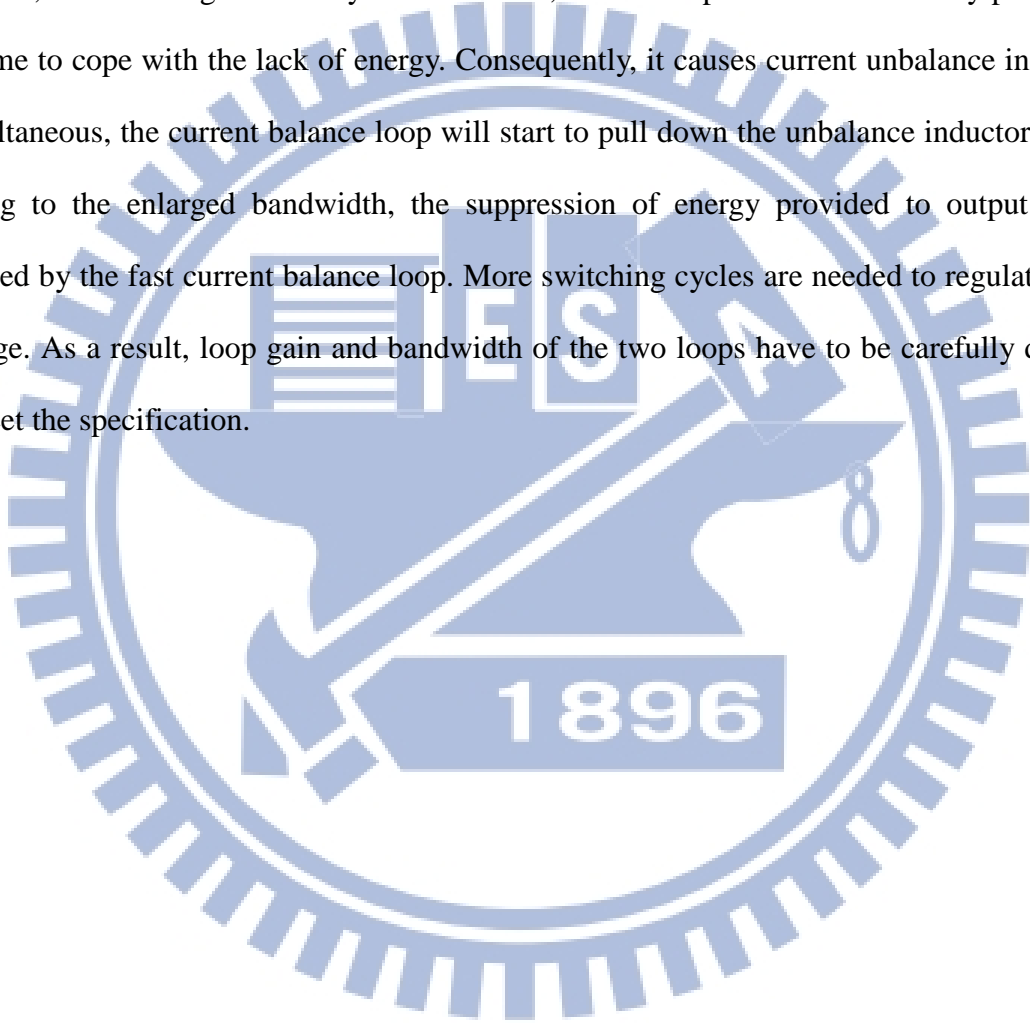 me to cope with the lack of energy. Consequently, it causes current unbalance in
ltaneous, the current balance loop will start to pull down the unbalance inductor
g to the enlarged bandwidth, the suppression of energy provided to output
ed by the fast current balance loop. More switching cycles are needed to regulat
ge. As a result, loop gain and bandwidth of the two loops have to be carefully
et the specification.
E S A
8
1896